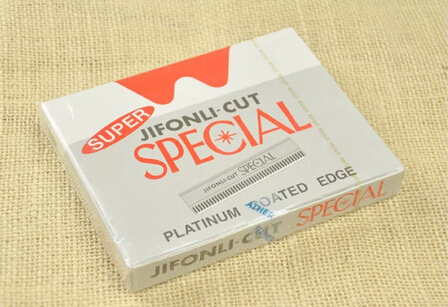 SUPER
JIFONLI-CUT
SPECIAL
JIFONLI-CUT SPECIAL
PLATINUM COATED EDGE
JIFONLI-CUT SPECIAL